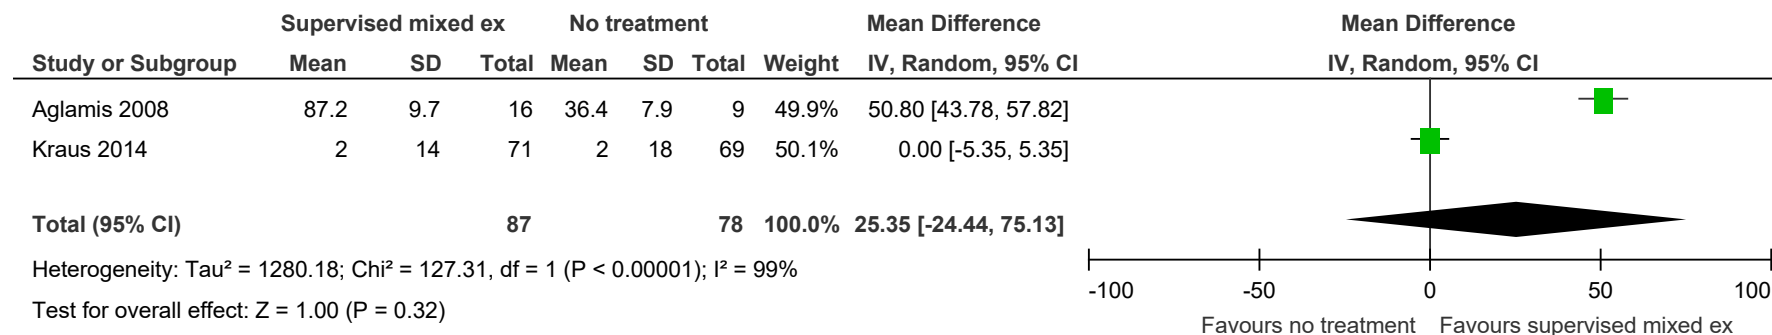 Supervised mixed ex No treatment Mean Difference Mean Difference
Study or Subgroup Mean SD Total Mean SD Total Weight IV, Random, 95% CI IV, Random, 95% CI
Aglamis 2008 87.2 9.7 16 36.4 7.9 9 49.9% 50.80 [43.78, 57.82]
Kraus 2014 2 14 71 2 18 69 50.1% 0.00 [-5.35, 5.35]
Total (95% CI) 87 78 100.0% 25.35 [-24.44, 75.13]
Heterogeneity: Tau² = 1280.18; Chi² = 127.31, df = 1 (P < 0.00001); I² = 99%
Test for overall effect: Z = 1.00 (P = 0.32)
-100 -50 0 50 100
Favours no treatment Favours supervised mixed ex